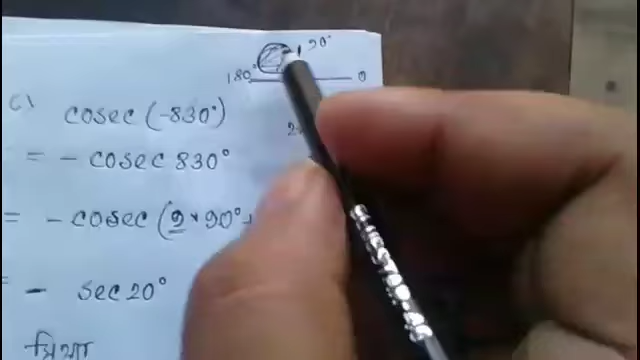 90°
180° 0
c) cosec (-830°)
= - cosec 830°
= - cosec (9 × 90° +
= - sec 20°